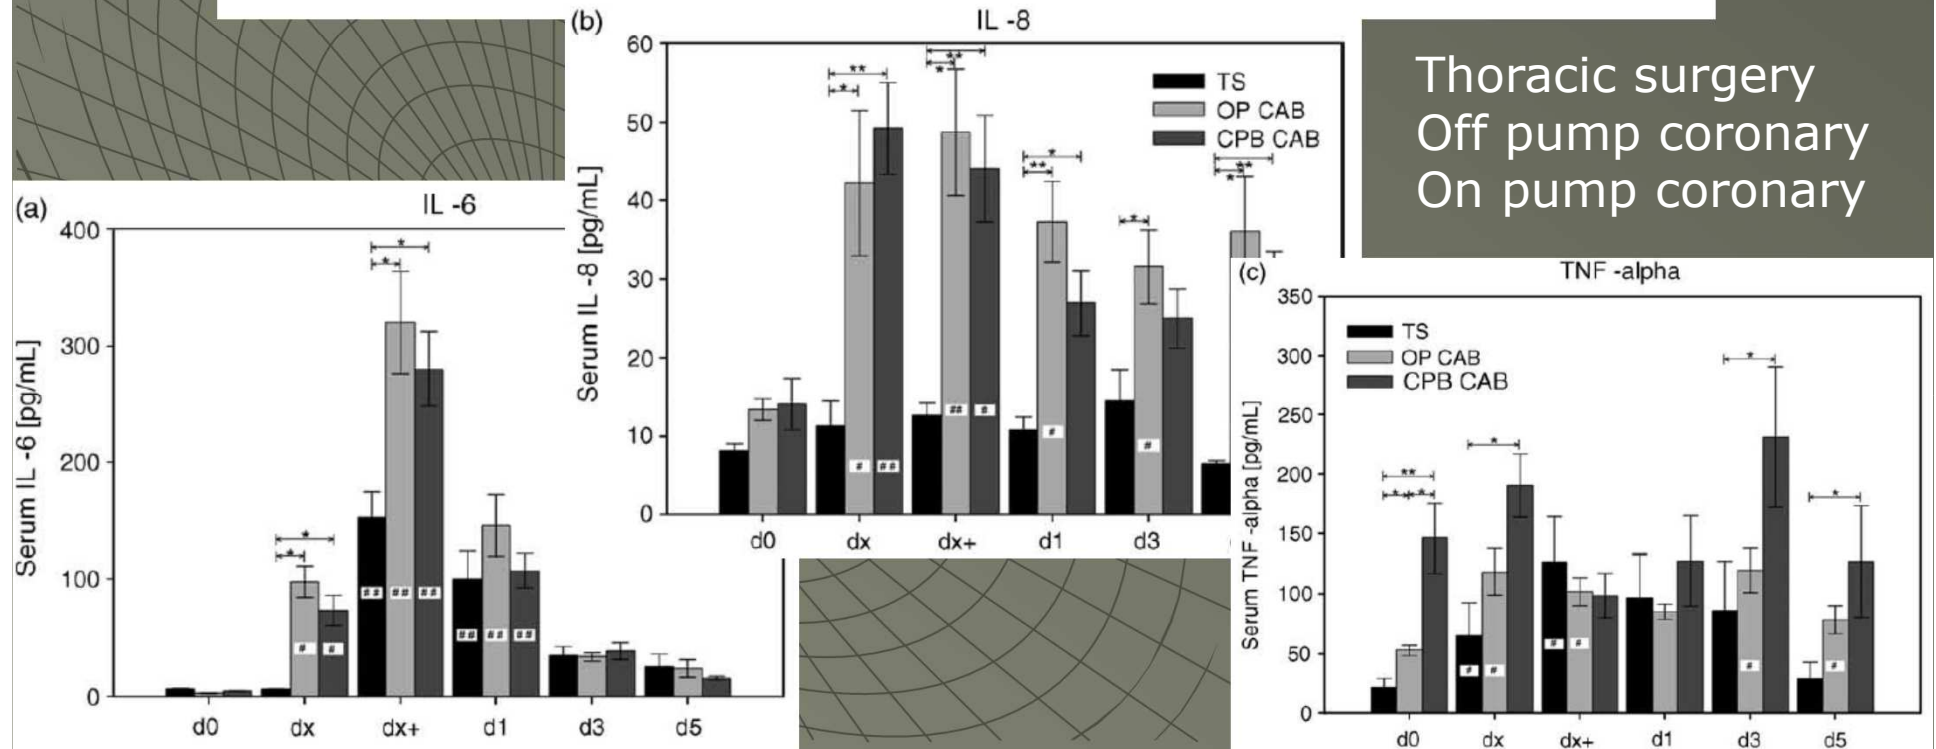 Thoracic surgery
Off pump coronary
On pump coronary
(a)
IL -6
Serum IL -6 [pg/mL]
400
300
200
100
0
* *
* *
# #
## ## ##
## ## ##
d0 dx dx+ d1 d3 d5
(b)
IL -8
Serum IL -8 [pg/mL]
60
50
40
30
20
10
0
TS
OP CAB
CPB CAB
** *
** *
* **
*
** *
# ##
## #
#
#
d0 dx dx+ d1 d3
(c)
TNF -alpha
Serum TNF -alpha [pg/mL]
350
300
250
200
150
100
50
0
TS
OP CAB
CPB CAB
** * *
*
*
*
# #
# #
#
#
d0 dx dx+ d1 d3 d5